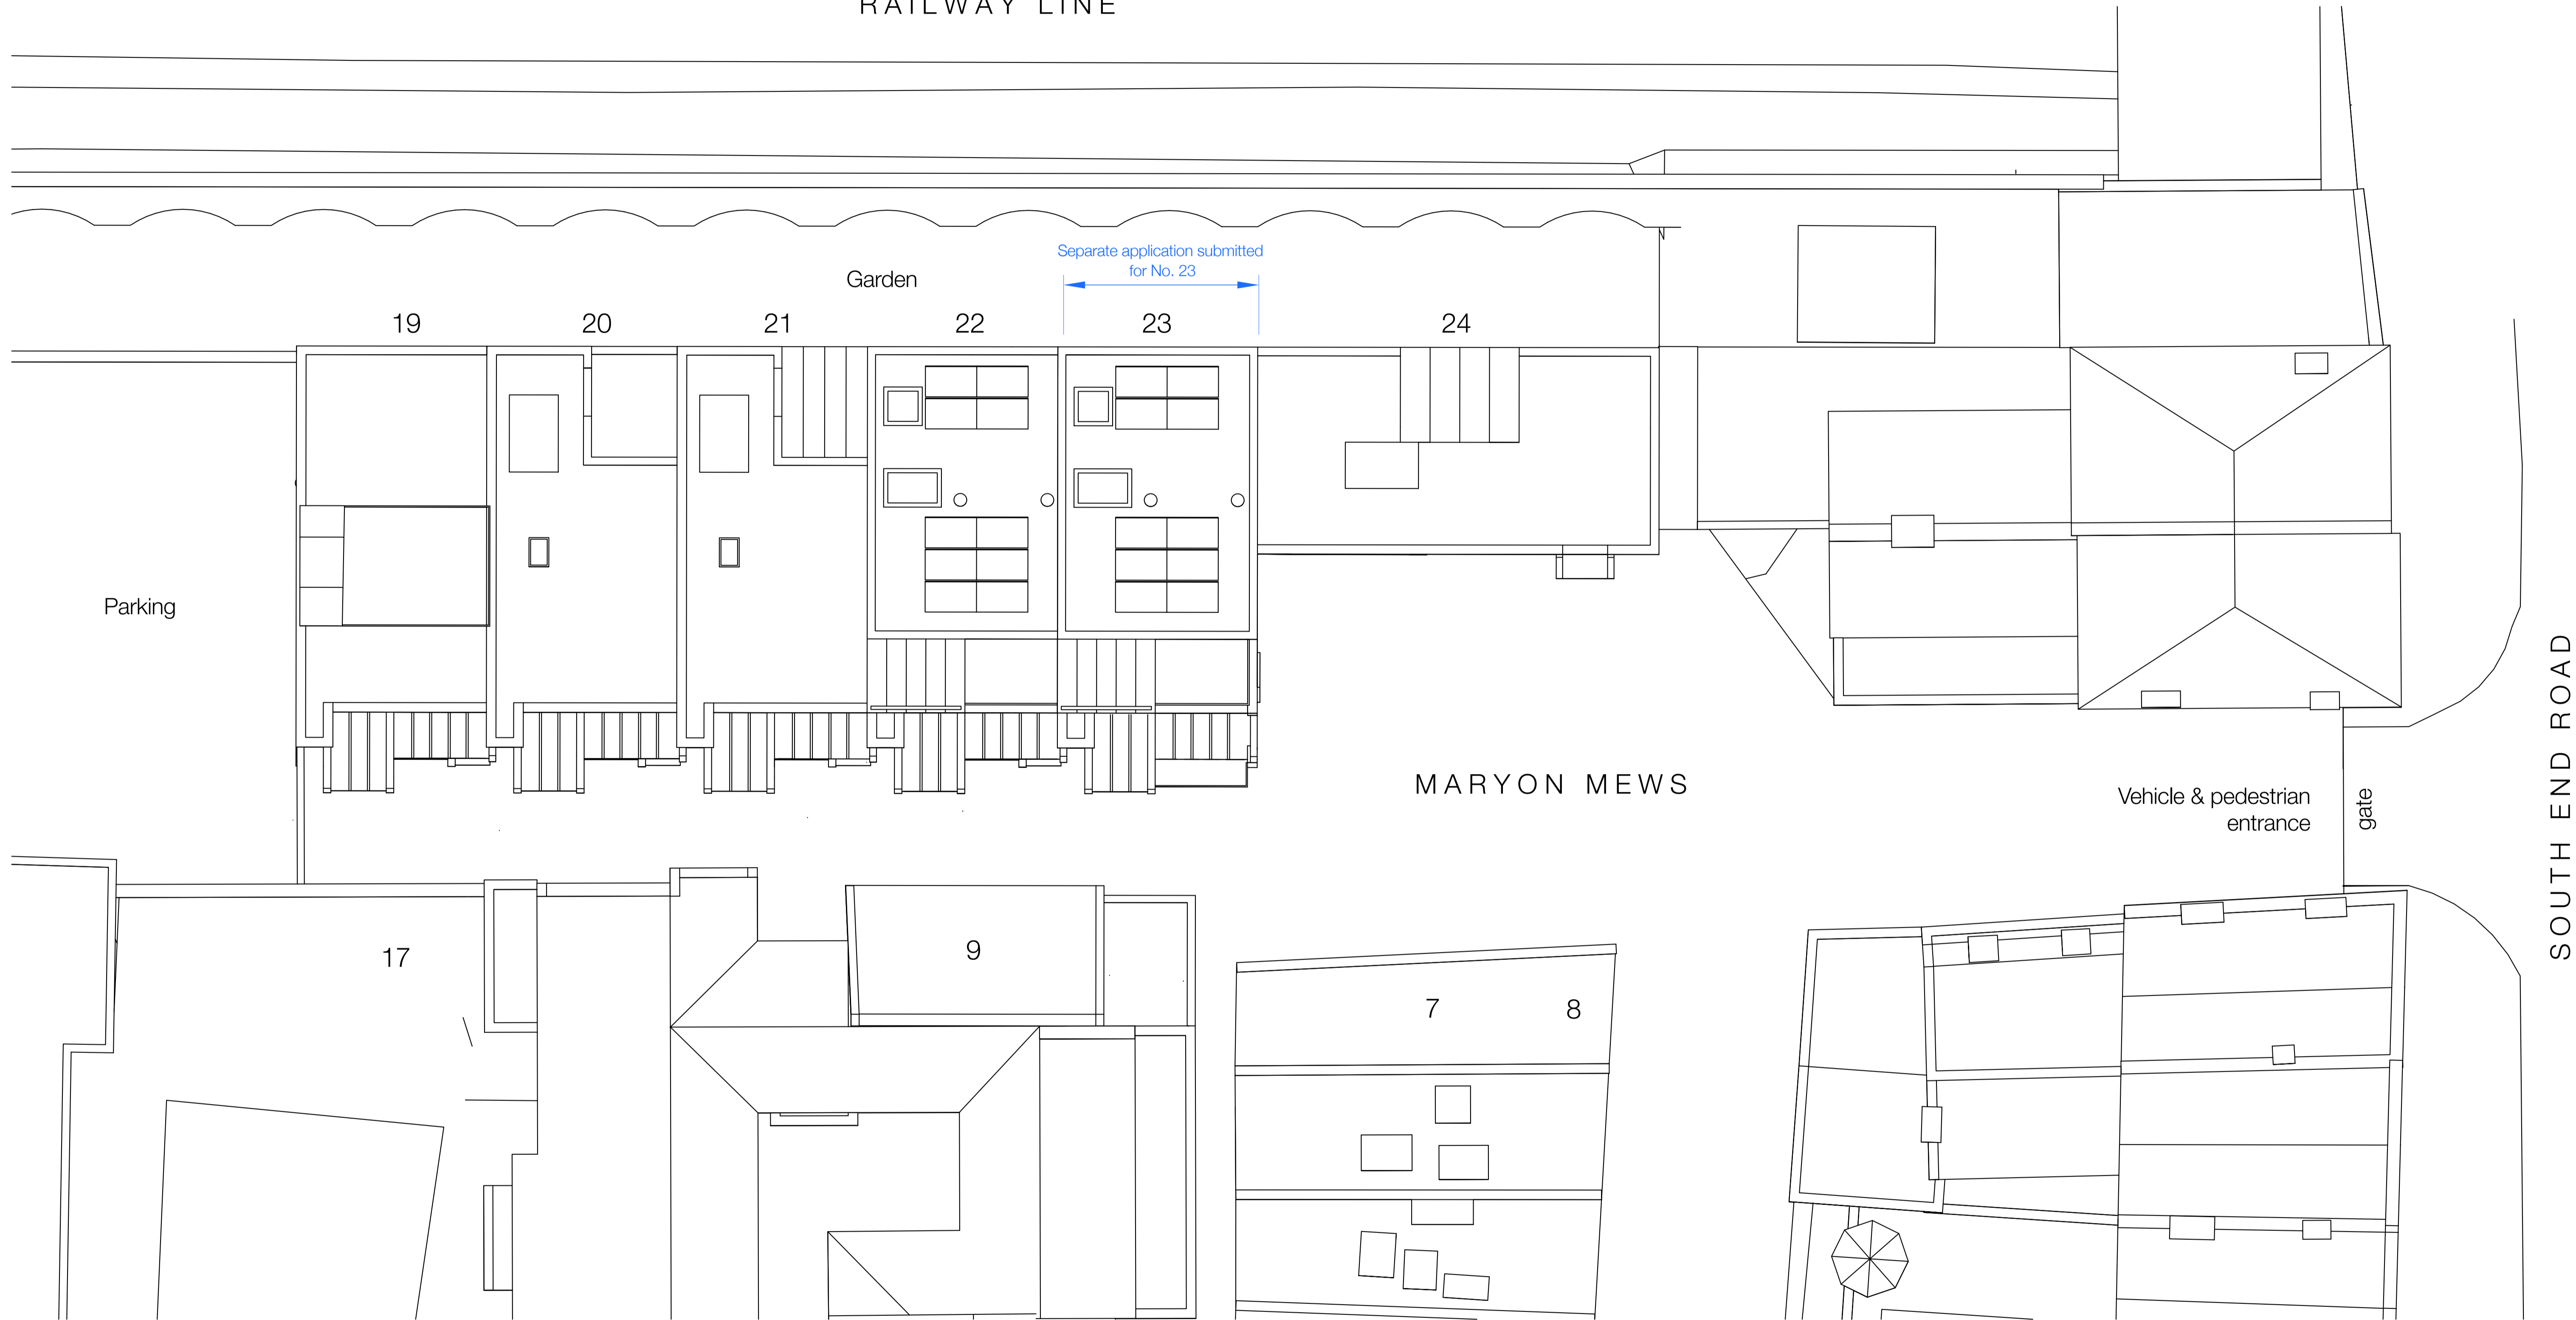 RAILWAY LINE
Separate application submitted
for No. 23
Garden
19
20
21
22
23
24
Parking
MARYON MEWS
Vehicle & pedestrian
entrance
gate
SOUTH END ROAD
17
9
7
8